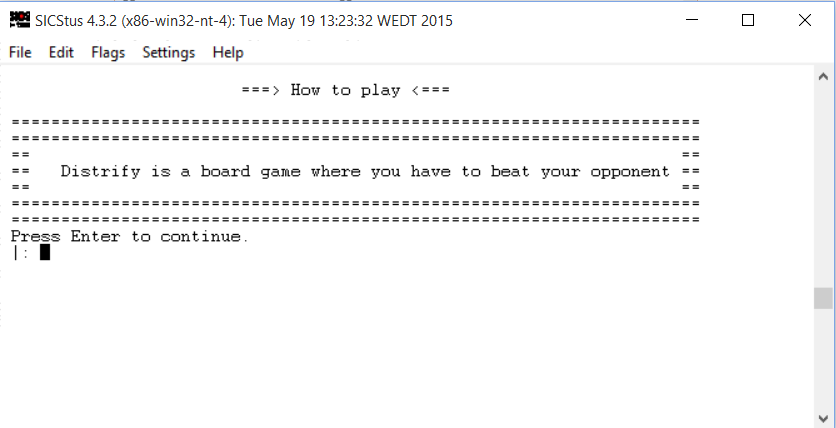 SICStus 4.3.2 (x86-win32-nt-4): Tue May 19 13:23:32 WEDT 2015
File Edit Flags Settings Help
===> How to play <===
=====================================================================
=====================================================================
== ==
== Distrify is a board game where you have to beat your opponent ==
== ==
=====================================================================
=====================================================================
Press Enter to continue.
|: